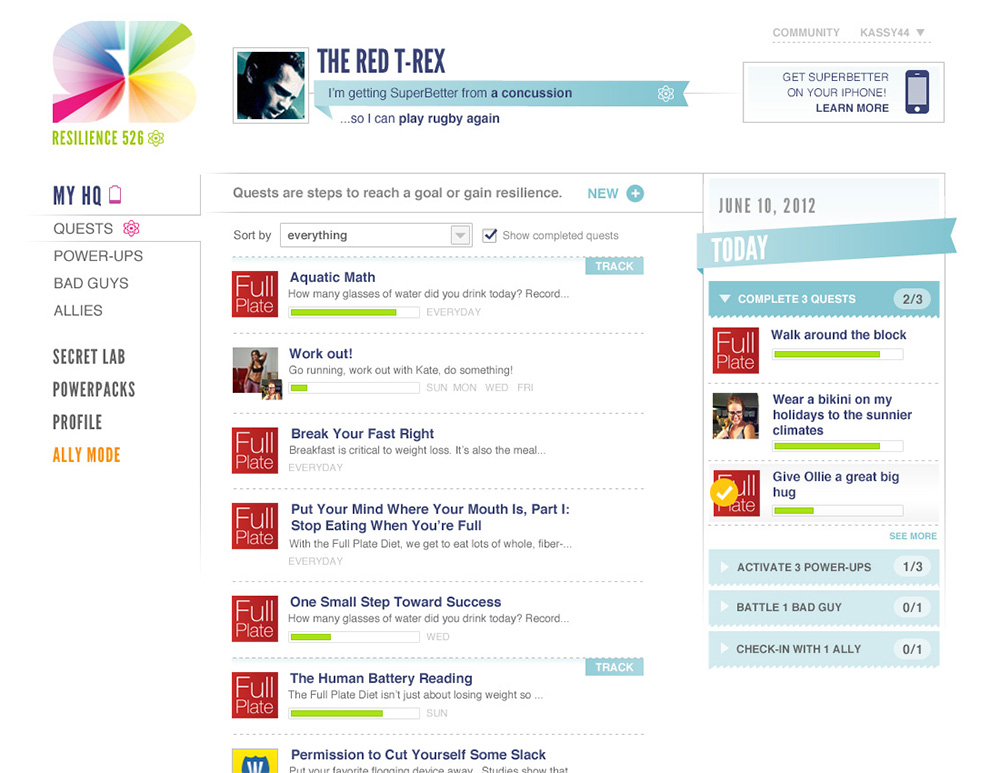 COMMUNITY KASSY44
THE RED T-REX
I'm getting SuperBetter from a concussion
...so I can play rugby again
GET SUPERBETTER
ON YOUR IPHONE!
LEARN MORE
RESILIENCE 526
MY HQ
QUESTS
POWER-UPS
BAD GUYS
ALLIES
SECRET LAB
POWERPACKS
PROFILE
ALLY MODE
Quests are steps to reach a goal or gain resilience.
NEW
Sort by everything Show completed quests
TRACK
Full
Plate
Aquatic Math
How many glasses of water did you drink today? Record...
EVERYDAY
Work out!
Go running, work out with Kate, do something!
SUN MON WED FRI
Full
Plate
Break Your Fast Right
Breakfast is critical to weight loss. It's also the meal...
EVERYDAY
Full
Plate
Put Your Mind Where Your Mouth Is, Part I:
Stop Eating When You're Full
With the Full Plate Diet, we get to eat lots of whole, fiber-...
EVERYDAY
Full
Plate
One Small Step Toward Success
How many glasses of water did you drink today? Record...
WED
TRACK
Full
Plate
The Human Battery Reading
The Full Plate Diet isn't just about losing weight so ...
SUN
Permission to Cut Yourself Some Slack
Put your favorite flogging device away. Studies show that
JUNE 10, 2012
TODAY
COMPLETE 3 QUESTS 2/3
Full
Plate
Walk around the block
Wear a bikini on my
holidays to the sunnier
climates
Full
Plate
Give Ollie a great big
hug
SEE MORE
ACTIVATE 3 POWER-UPS 1/3
BATTLE 1 BAD GUY 0/1
CHECK-IN WITH 1 ALLY 0/1